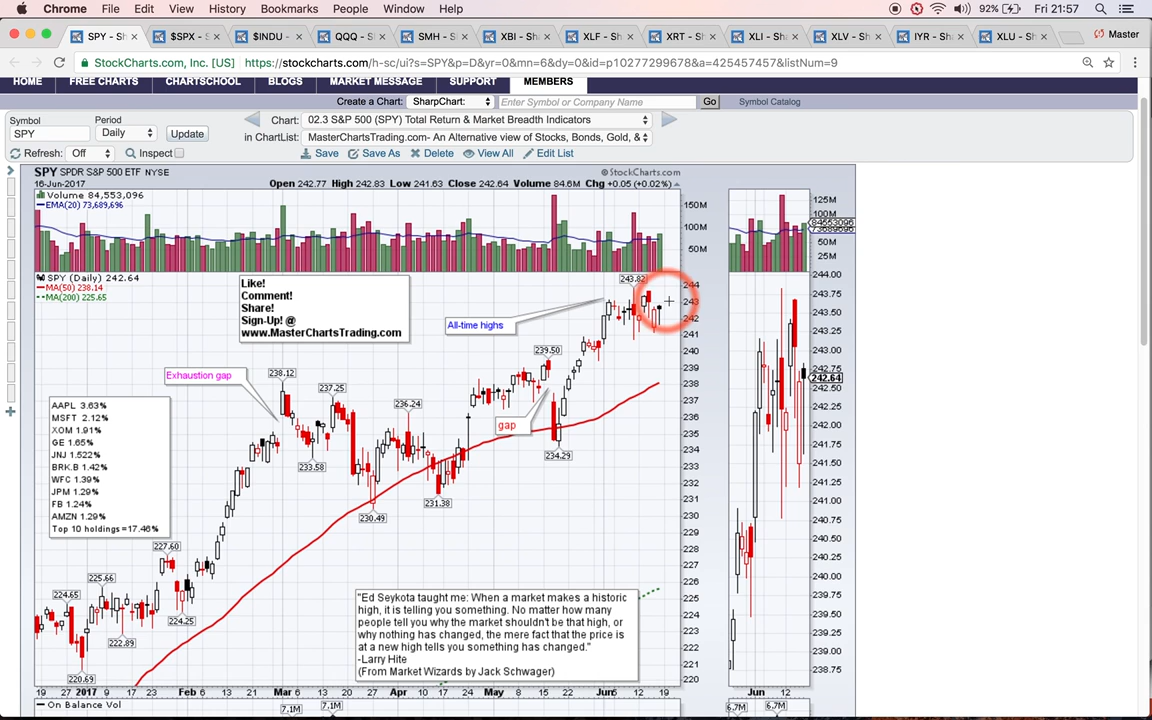 Chrome File Edit View History Bookmarks People Window Help 92% Fri 21:57
SPY - Sh $SPX - S $INDU - QQQ - Sh SMH - Sh XBI - Sha XLF - Sh XRT - Sh XLI - Sha XLV - Sh IYR - Sha XLU - Sh Master
StockCharts.com, Inc. [US] https://stockcharts.com/h-sc/ui?s=SPY&p=D&yr=0&mn=6&dy=0&id=p10277299678&a=425457457&listNum=9
HOME FREE CHARTS CHARTSCHOOL BLOGS MARKET MESSAGE SUPPORT MEMBERS
Create a Chart: SharpChart: Enter Symbol or Company Name Go Symbol Catalog
Symbol Period Chart: 02.3 S&P 500 (SPY) Total Return & Market Breadth Indicators
SPY Daily Update in ChartList: MasterChartsTrading.com- An Alternative view of Stocks, Bonds, Gold, &
Refresh: Off Inspect Save Save As Delete View All Edit List
SPY SPDR S&P 500 ETF NYSE © StockCharts.com
16-Jun-2017 Open 242.77 High 242.83 Low 241.63 Close 242.64 Volume 84.6M Chg +0.05 (+0.02%)
Volume 84,553,096
EMA(20) 73,689,696
150M
100M
50M
125M
100M
84553096
73689696
50M
25M
SPY (Daily) 242.64
MA(50) 238.14
MA(200) 225.65
Like!
Comment!
Share!
Sign-Up! @
www.MasterChartsTrading.com
243.82
All-time highs
239.50
Exhaustion gap
238.12
237.25
236.24
gap
234.29
233.58
231.38
230.49
AAPL 3.63%
MSFT 2.12%
XOM 1.91%
GE 1.65%
JNJ 1.522%
BRK.B 1.42%
WFC 1.39%
JPM 1.29%
FB 1.24%
AMZN 1.29%
Top 10 holdings =17.46%
227.60
225.66
224.65
224.25
222.89
220.69
"Ed Seykota taught me: When a market makes a historic
high, it is telling you something. No matter how many
people tell you why the market shouldn't be that high, or
why nothing has changed, the mere fact that the price is
at a new high tells you something has changed."
-Larry Hite
(From Market Wizards by Jack Schwager)
244
243
242
241
240
239
238
237
236
235
234
233
232
231
230
229
228
227
226
225
224
223
222
221
220
244.00
243.75
243.50
243.25
243.00
242.75
242.64
242.50
242.25
242.00
241.75
241.50
241.25
241.00
240.75
240.50
240.25
240.00
239.75
239.50
239.25
239.00
238.75
19 27 2017 9 17 23 Feb 6 13 21 Mar 6 13 20 27 Apr 10 17 24 May 8 15 22 Jun 5 12 19
Jun 12
On Balance Vol 7.1M 7.1M 6.7M 6.7M